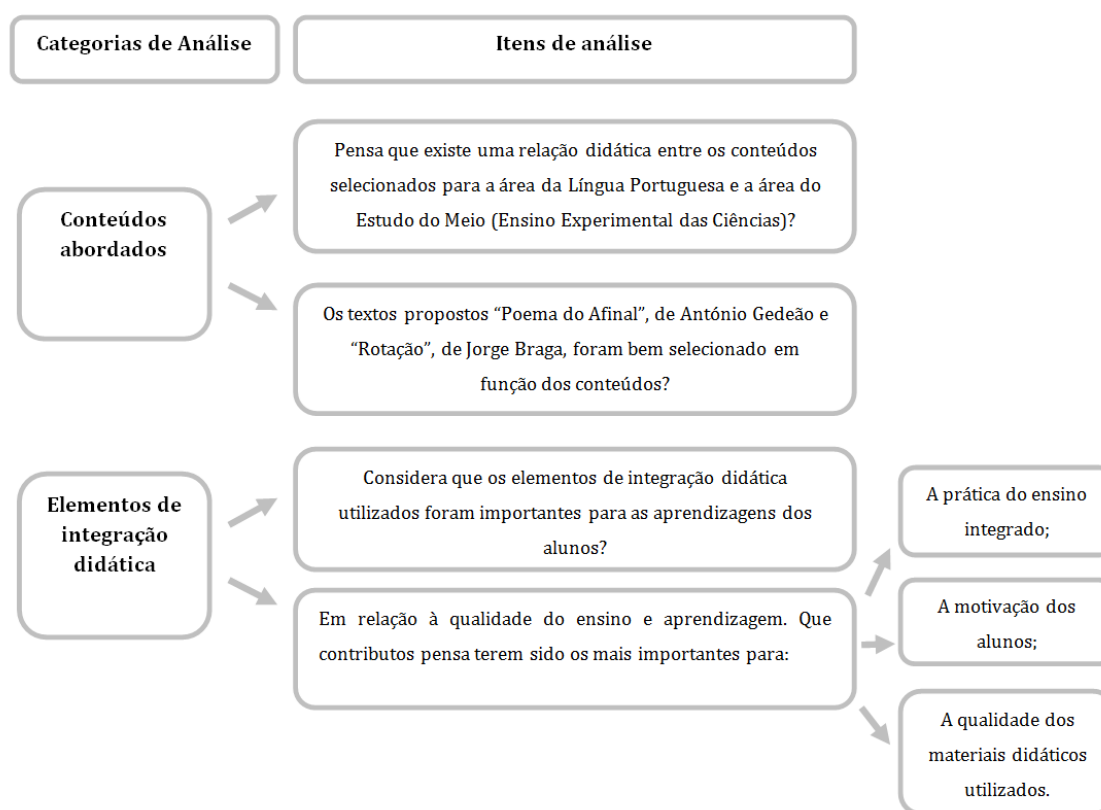 Categorias de Análise
Itens de análise
Conteúdos
abordados
Pensa que existe uma relação didática entre os conteúdos
selecionados para a área da Língua Portuguesa e a área do
Estudo do Meio (Ensino Experimental das Ciências)?
Os textos propostos “Poema do Afinal”, de António Gedeão e
“Rotação”, de Jorge Braga, foram bem selecionado em
função dos conteúdos?
Elementos de
integração
didática
Considera que os elementos de integração didática
utilizados foram importantes para as aprendizagens dos
alunos?
Em relação à qualidade do ensino e aprendizagem. Que
contributos pensa terem sido os mais importantes para:
A prática do ensino
integrado;
A motivação dos
alunos;
A qualidade dos
materiais didáticos
utilizados.